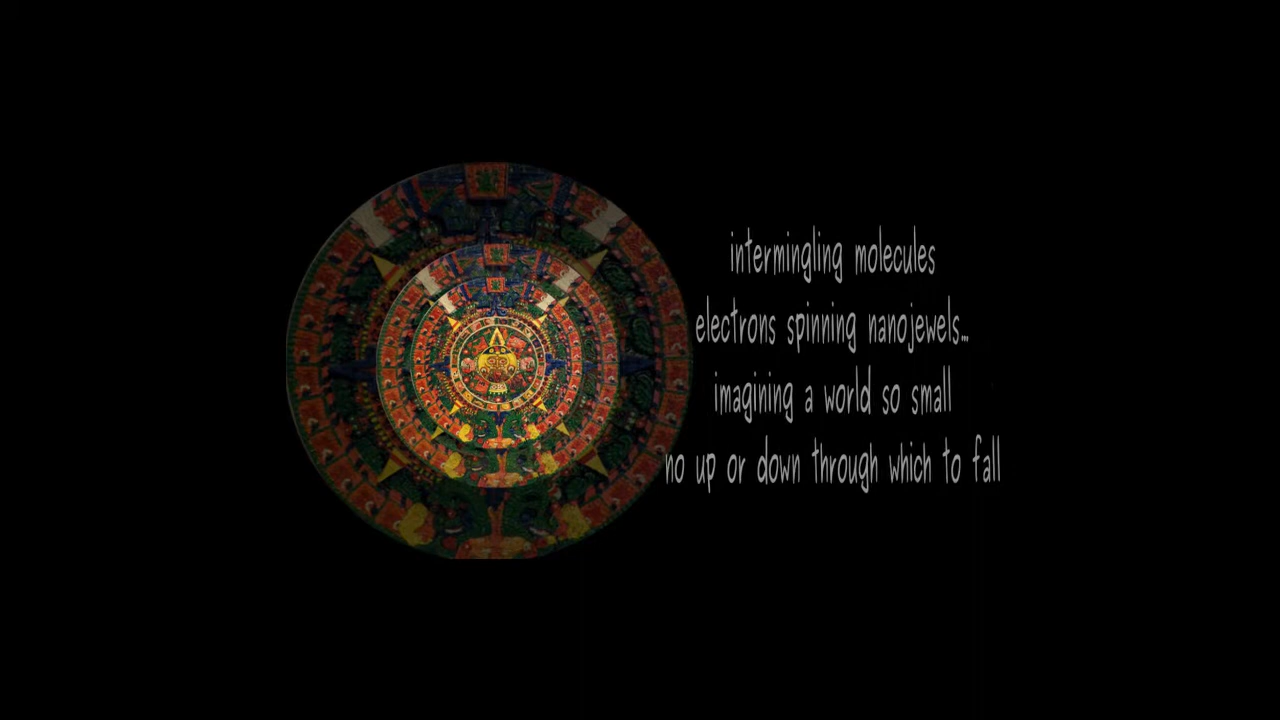 intermingling molecules
electrons spinning nanojewels...
imagining a world so small
no up or down through which to fall